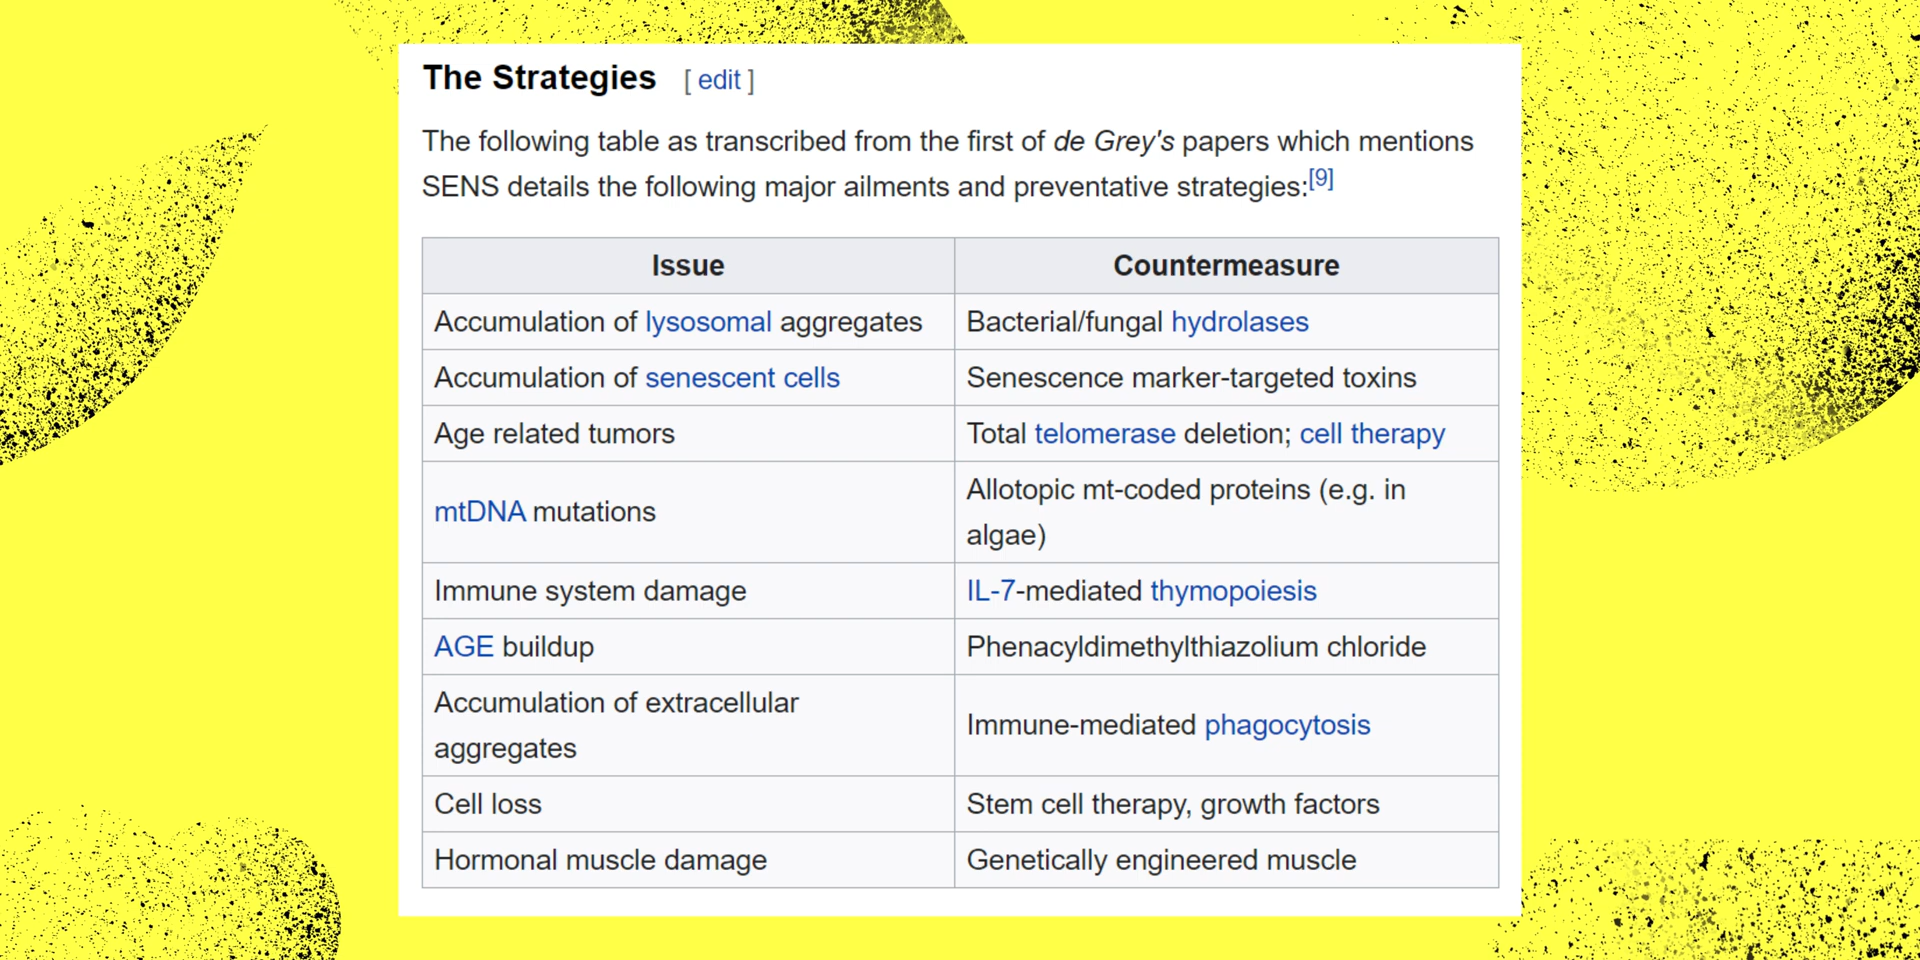 The Strategies [ edit ]
The following table as transcribed from the first of de Grey's papers which mentions
SENS details the following major ailments and preventative strategies:[9]
Issue Countermeasure
Accumulation of lysosomal aggregates Bacterial/fungal hydrolases
Accumulation of senescent cells Senescence marker-targeted toxins
Age related tumors Total telomerase deletion; cell therapy
mtDNA mutations Allotopic mt-coded proteins (e.g. in
algae)
Immune system damage IL-7-mediated thymopoiesis
AGE buildup Phenacyldimethylthiazolium chloride
Accumulation of extracellular
aggregates Immune-mediated phagocytosis
Cell loss Stem cell therapy, growth factors
Hormonal muscle damage Genetically engineered muscle